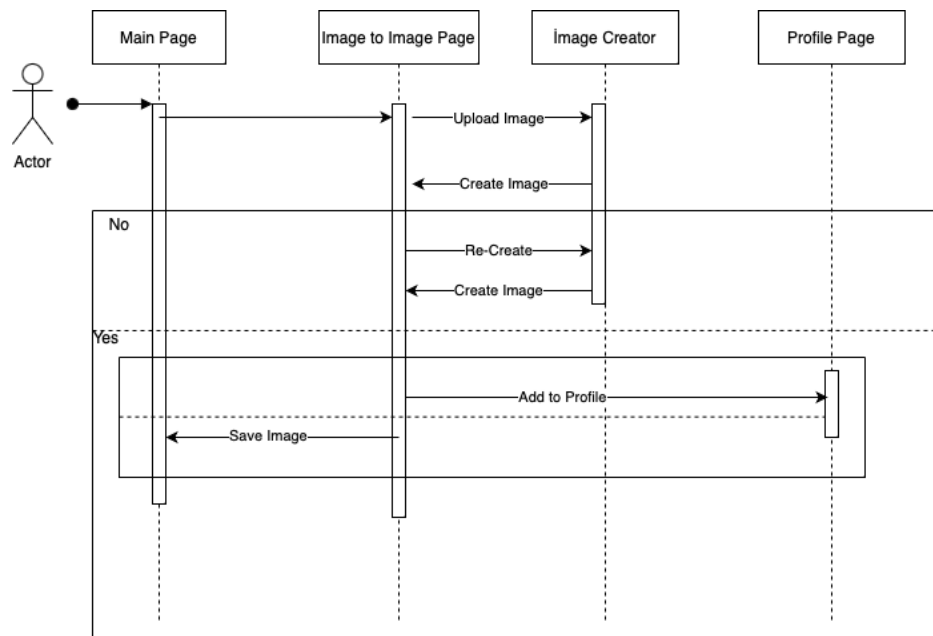 Main Page
Image to Image Page
İmage Creator
Profile Page
Actor
Upload Image
Create Image
No
Re-Create
Create Image
Yes
Add to Profile
Save Image